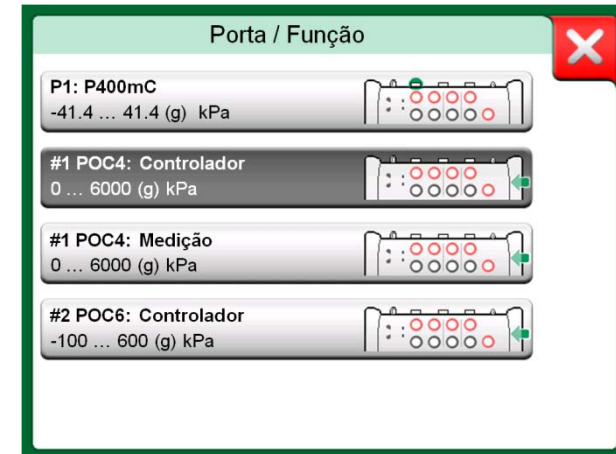 Porta / Função
P1: P400mC
-41.4 ... 41.4 (g) kPa
#1 POC4: Controlador
0 ... 6000 (g) kPa
#1 POC4: Medição
0 ... 6000 (g) kPa
#2 POC6: Controlador
-100 ... 600 (g) kPa